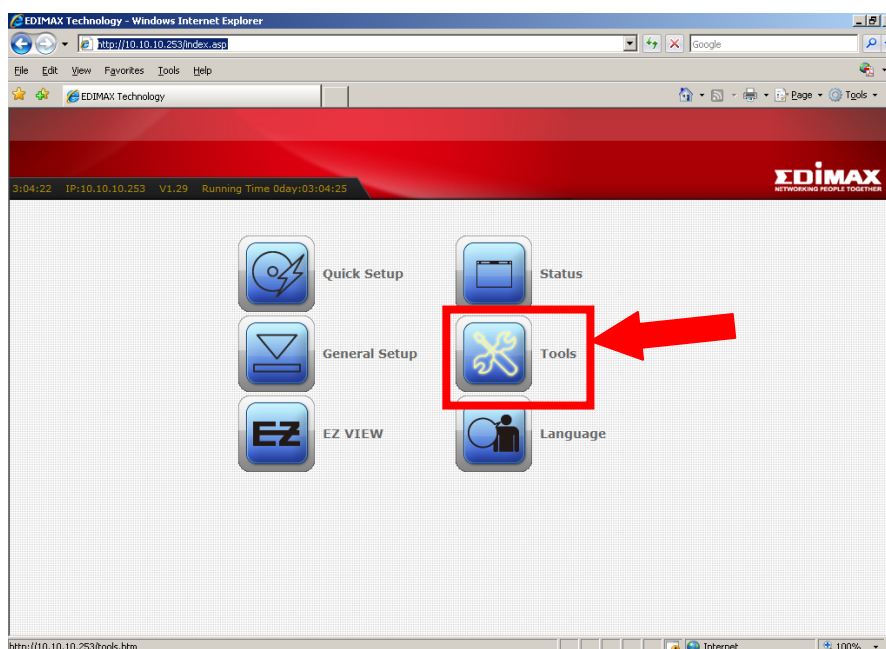 EDIMAX Technology - Windows Internet Explorer
http://10.10.10.253/index.asp
Google
File Edit View Favorites Tools Help
EDIMAX Technology
Page Tools
3:04:22 IP:10.10.10.253 V1.29 Running Time 0day:03:04:25
EDIMAX
NETWORKING PEOPLE TOGETHER
Quick Setup
Status
General Setup
Tools
EZ
EZ VIEW
Language
http://10.10.10.253/tools.htm
Internet
100%